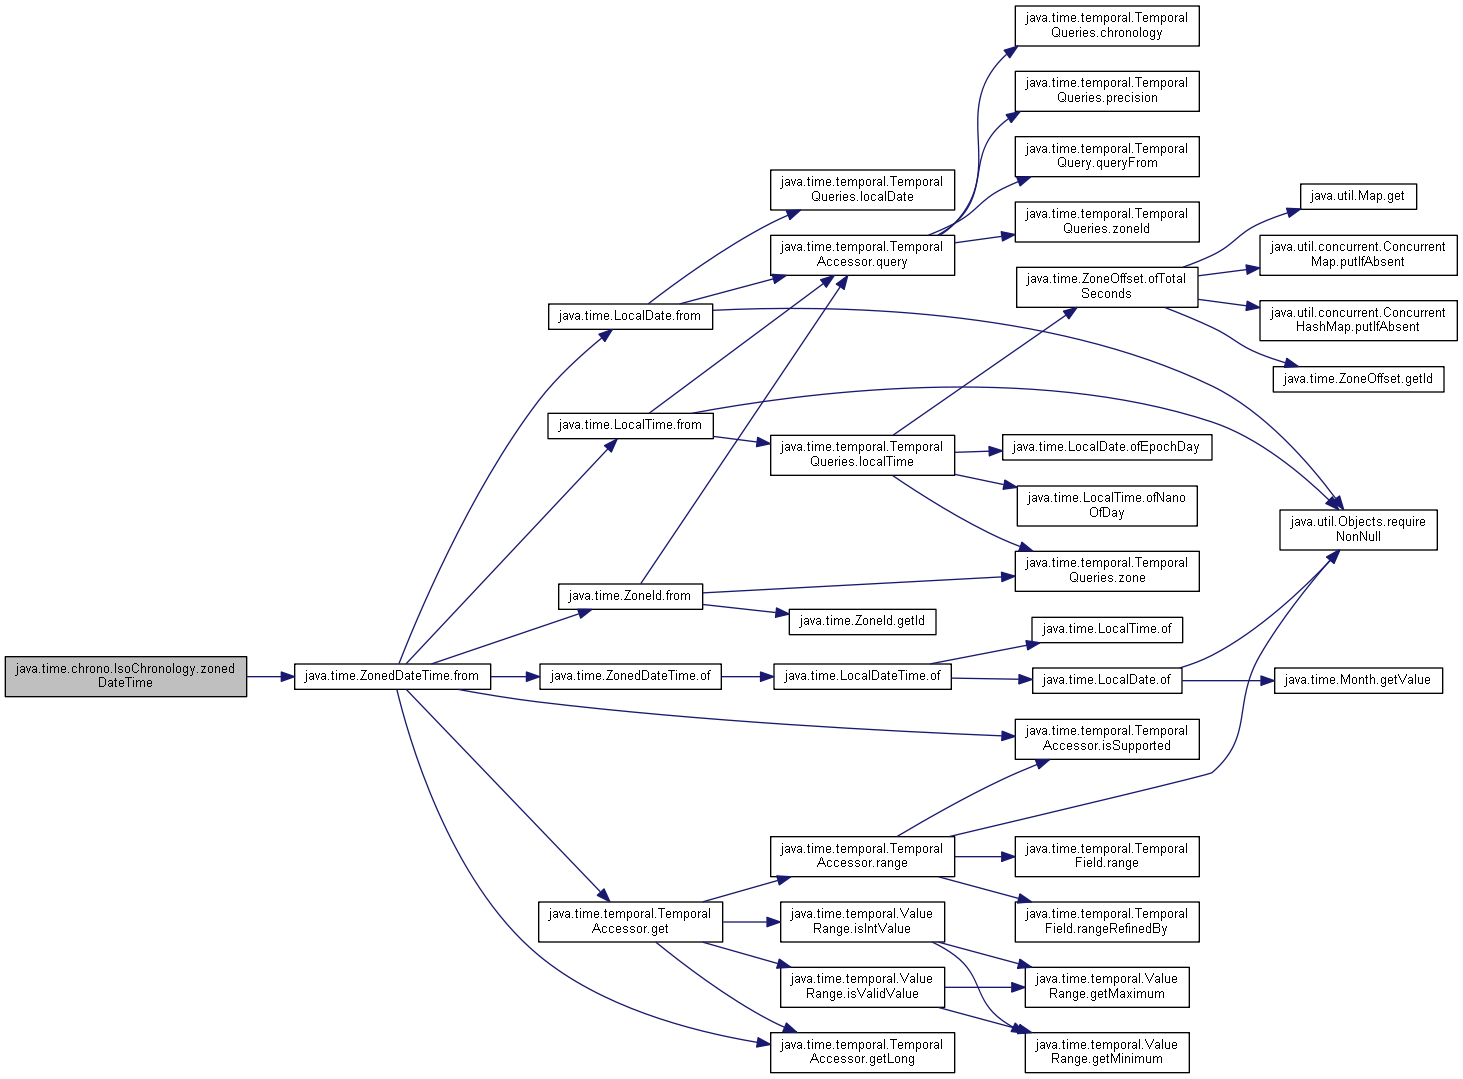 java.time.temporal.Temporal
Queries.chronology
java.time.temporal.Temporal
Queries.precision
java.time.temporal.Temporal
Query.queryFrom
java.time.temporal.Temporal
Queries.localDate
java.util.Map.get
java.time.temporal.Temporal
Queries.zoneId
java.time.temporal.Temporal
Accessor.query
java.util.concurrent.Concurrent
Map.putIfAbsent
java.time.ZoneOffset.ofTotal
Seconds
java.time.LocalDate.from
java.util.concurrent.Concurrent
HashMap.putIfAbsent
java.time.ZoneOffset.getId
java.time.LocalTime.from
java.time.temporal.Temporal
Queries.localTime
java.time.LocalDate.ofEpochDay
java.time.LocalTime.ofNano
OfDay
java.util.Objects.require
NonNull
java.time.temporal.Temporal
Queries.zone
java.time.ZoneId.from
java.time.ZoneId.getId
java.time.LocalTime.of
java.time.chrono.IsoChronology.zoned
DateTime
java.time.ZonedDateTime.from
java.time.ZonedDateTime.of
java.time.LocalDateTime.of
java.time.LocalDate.of
java.time.Month.getValue
java.time.temporal.Temporal
Accessor.isSupported
java.time.temporal.Temporal
Accessor.range
java.time.temporal.Temporal
Field.range
java.time.temporal.Temporal
Accessor.get
java.time.temporal.Value
Range.isIntValue
java.time.temporal.Temporal
Field.rangeRefinedBy
java.time.temporal.Value
Range.isValidValue
java.time.temporal.Value
Range.getMaximum
java.time.temporal.Temporal
Accessor.getLong
java.time.temporal.Value
Range.getMinimum